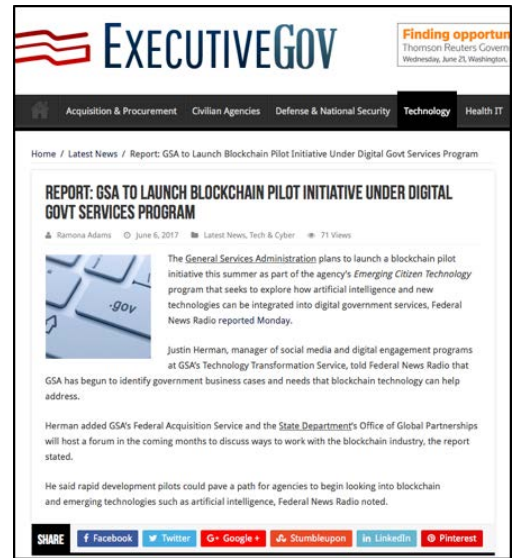 EXECUTIVEGOV
Finding opportun
Thomson Reuters Govern
Wednesday, June 21, Washington,
Acquisition & Procurement Civilian Agencies Defense & National Security Technology Health IT
Home / Latest News / Report: GSA to Launch Blockchain Pilot Initiative Under Digital Govt Services Program
REPORT: GSA TO LAUNCH BLOCKCHAIN PILOT INITIATIVE UNDER DIGITAL
GOVT SERVICES PROGRAM
Ramona Adams June 6, 2017 Latest News, Tech & Cyber 71 Views
.gov
The General Services Administration plans to launch a blockchain pilot
initiative this summer as part of the agency's Emerging Citizen Technology
program that seeks to explore how artificial intelligence and new
technologies can be integrated into digital government services, Federal
News Radio reported Monday.
Justin Herman, manager of social media and digital engagement programs
at GSA's Technology Transformation Service, told Federal News Radio that
GSA has begun to identify government business cases and needs that blockchain technology can help
address.
Herman added GSA's Federal Acquisition Service and the State Department's Office of Global Partnerships
will host a forum in the coming months to discuss ways to work with the blockchain industry, the report
stated.
He said rapid development pilots could pave a path for agencies to begin looking into blockchain
and emerging technologies such as artificial intelligence, Federal News Radio noted.
SHARE f Facebook Twitter G+ Google + Stumbleupon in LinkedIn Pinterest